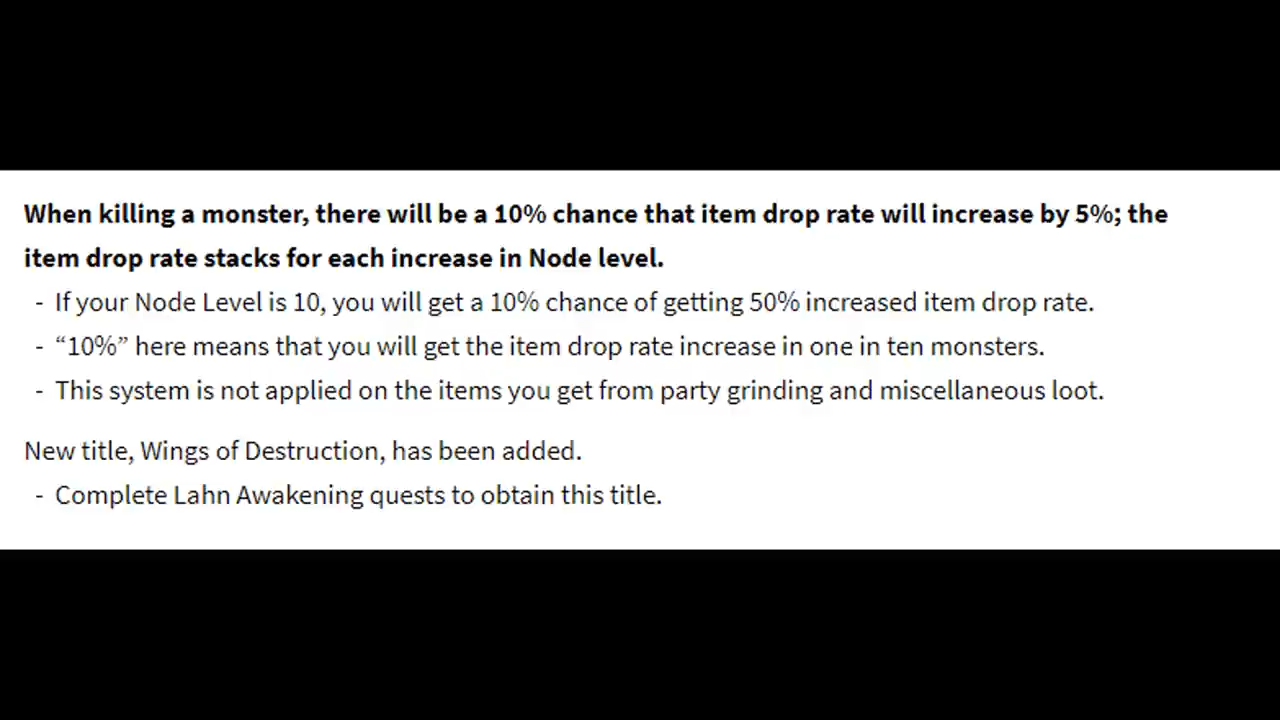 When killing a monster, there will be a 10% chance that item drop rate will increase by 5%; the
item drop rate stacks for each increase in Node level.
- If your Node Level is 10, you will get a 10% chance of getting 50% increased item drop rate.
- “10%” here means that you will get the item drop rate increase in one in ten monsters.
- This system is not applied on the items you get from party grinding and miscellaneous loot.
New title, Wings of Destruction, has been added.
- Complete Lahn Awakening quests to obtain this title.